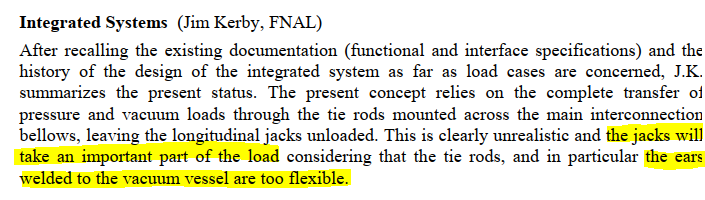 Integrated Systems (Jim Kerby, FNAL)
After recalling the existing documentation (functional and interface specifications) and the
history of the design of the integrated system as far as load cases are concerned, J.K.
summarizes the present status. The present concept relies on the complete transfer of
pressure and vacuum loads through the tie rods mounted across the main interconnection
bellows, leaving the longitudinal jacks unloaded. This is clearly unrealistic and the jacks will
take an important part of the load considering that the tie rods, and in particular the ears
welded to the vacuum vessel are too flexible.